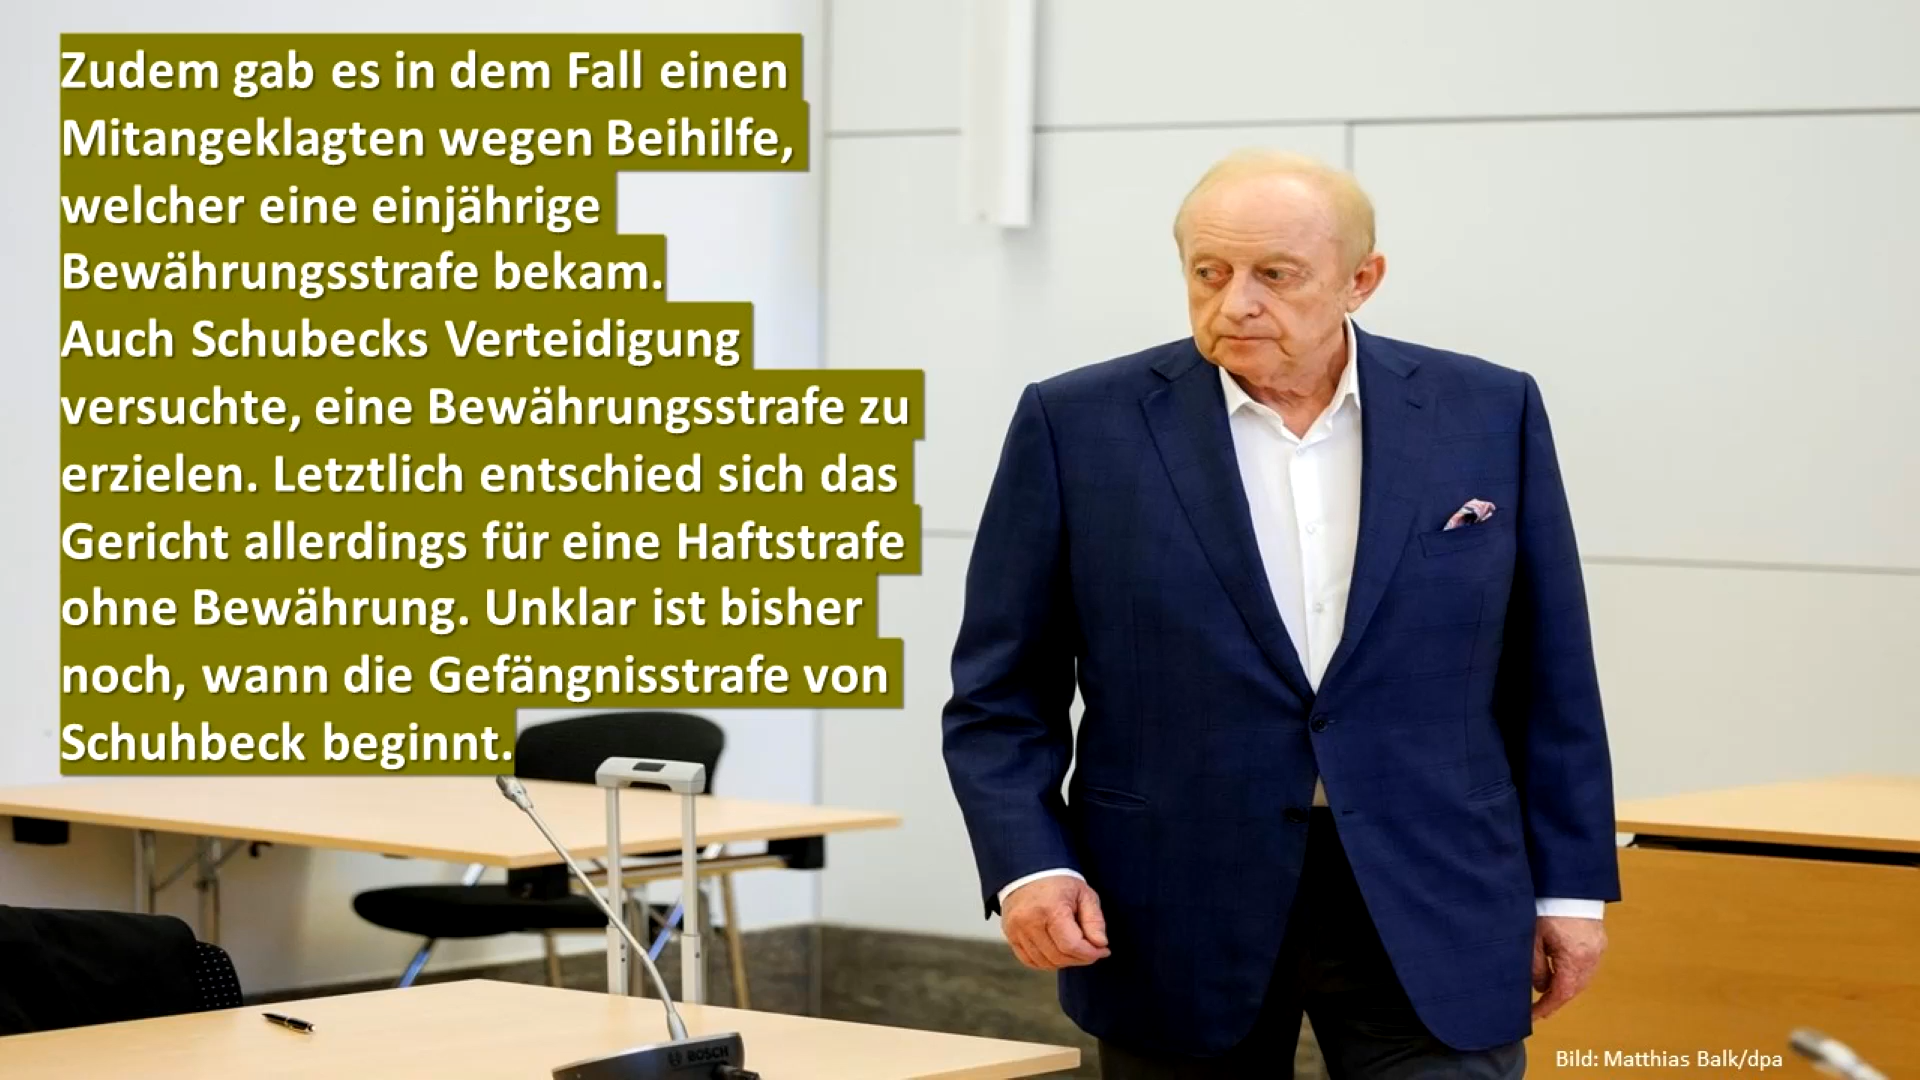 Zudem gab es in dem Fall einen
Mitangeklagten wegen Beihilfe,
welcher eine einjährige
Bewährungsstrafe bekam.
Auch Schubecks Verteidigung
versuchte, eine Bewährungsstrafe zu
erzielen. Letztlich entschied sich das
Gericht allerdings für eine Haftstrafe
ohne Bewährung. Unklar ist bisher
noch, wann die Gefängnisstrafe von
Schuhbeck beginnt.
BOSCH
Bild: Matthias Balk/dpa